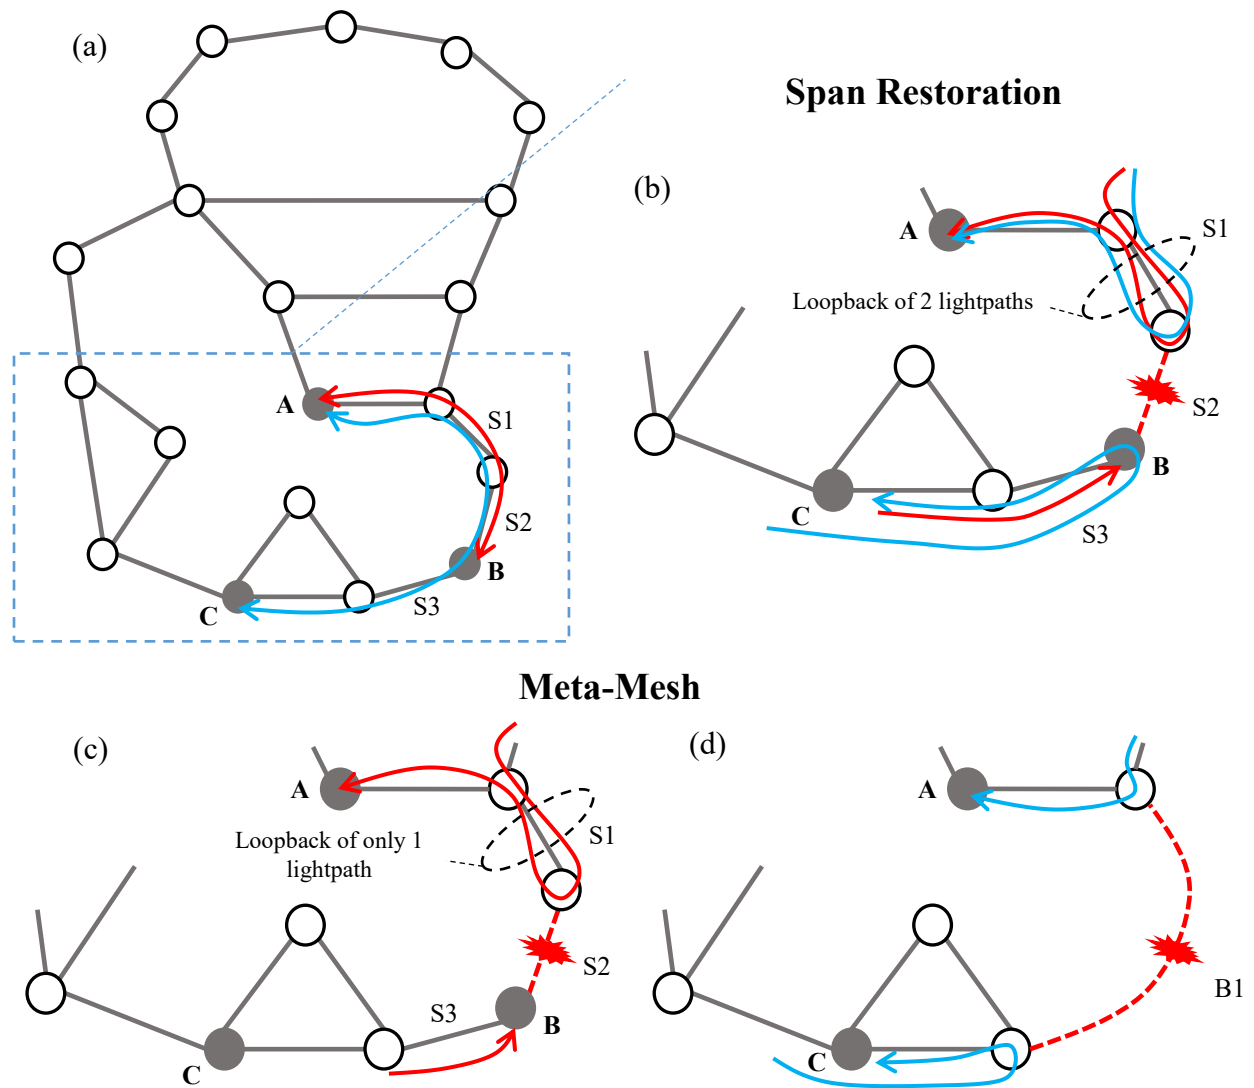 (a)
A
S1
S2
B
S3
C
Span Restoration
(b)
A
S1
Loopback of 2 lightpaths
S2
B
C
S3
Meta-Mesh
(c)
A
Loopback of only 1
lightpath
S1
S2
S3
B
C
(d)
A
B1
C